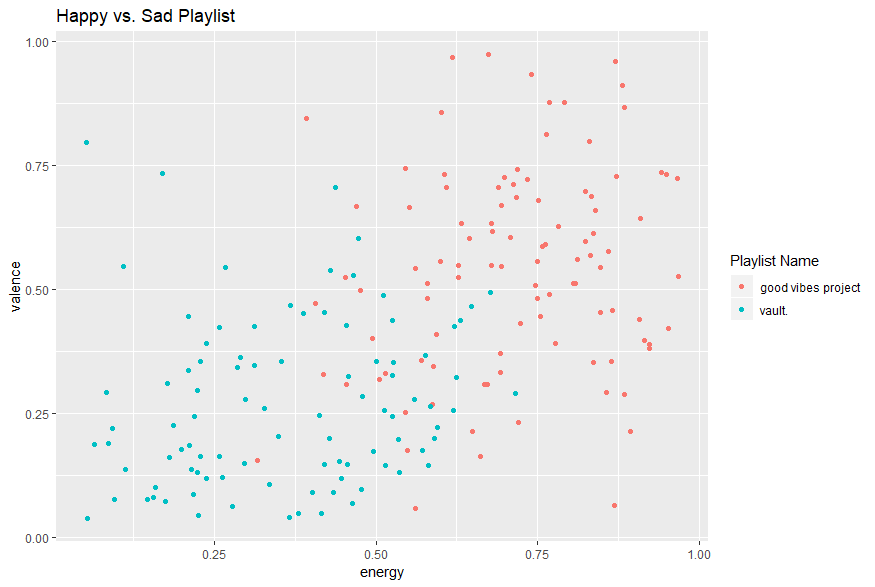 Happy vs. Sad Playlist
1.00
0.75
0.50
0.25
0.00
valence
0.25
0.50
0.75
1.00
energy
Playlist Name
good vibes project
vault.